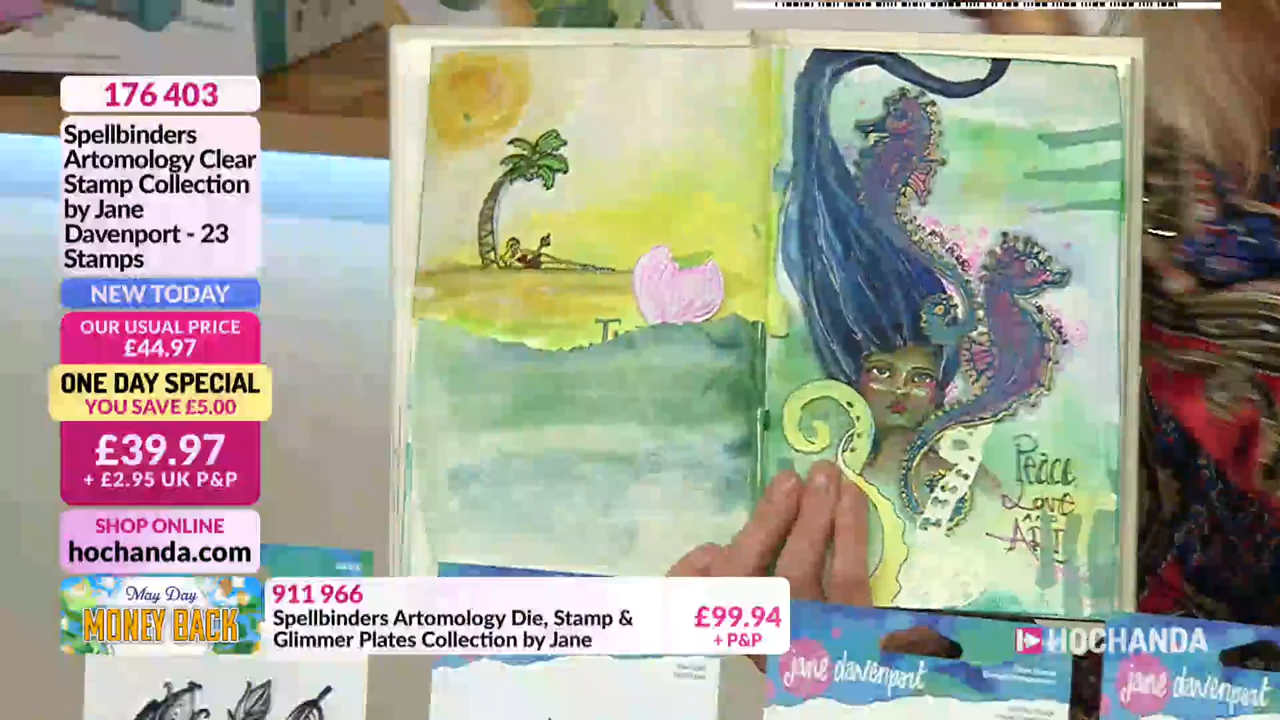 176 403
Spellbinders
Artomology Clear
Stamp Collection
by Jane
Davenport - 23
Stamps
NEW TODAY
OUR USUAL PRICE
£44.97
ONE DAY SPECIAL
YOU SAVE £5.00
£39.97
+ £2.95 UK P&P
SHOP ONLINE
hochanda.com
May Day
MONEY BACK
911 966
Spellbinders Artomology Die, Stamp &
Glimmer Plates Collection by Jane
£99.94
+ P&P
Peace
Love
AND
ART
HOCHANDA
jane davenport
jane davenport